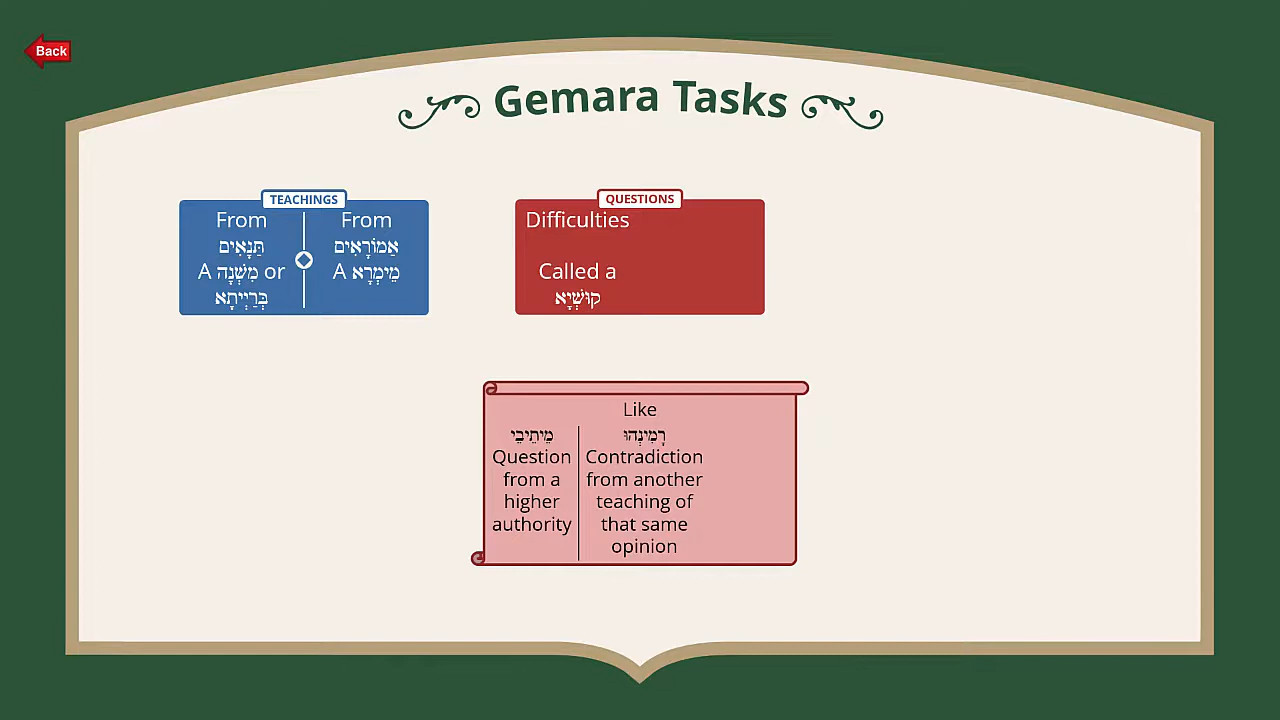 Back
Gemara Tasks
TEACHINGS
From
תַּנָאִים
A מִשְׁנָה or
בְּרַיְיתָא
From
אַמוֹרָאִים
A מֵימְרָא
QUESTIONS
Difficulties
Called a
קוּשְׁיָא
Like
מֵיתִיבֵי
Question
from a
higher
authority
רָמִינְהוּ
Contradiction
from another
teaching of
that same
opinion